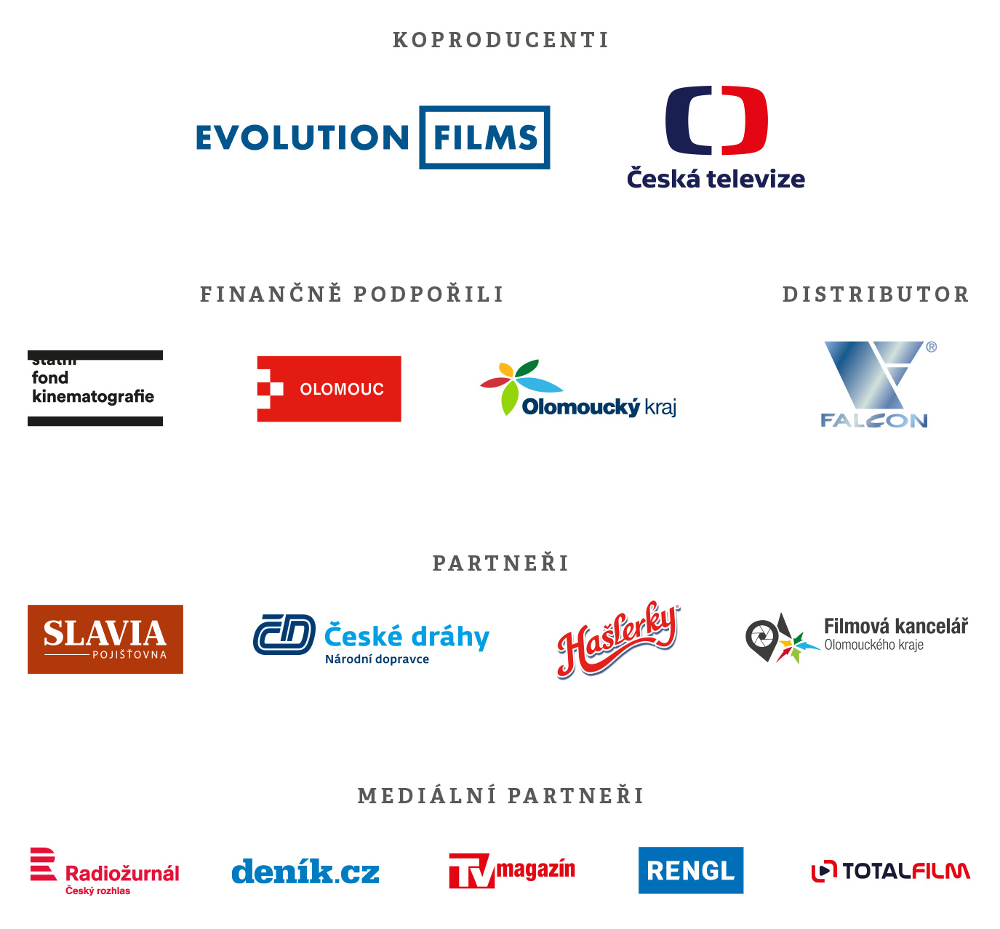 KOPRODUCENTI
EVOLUTION FILMS
Česká televize
FINANČNĚ PODPOŘILI
DISTRIBUTOR
státní
fond
kinematografie
OLOMOUC
Olomoucký kraj
®
FALCON
PARTNEŘI
SLAVIA
POJIŠŤOVNA
ČD
České dráhy
Národní dopravce
Hašlerky®
Filmová kancelář
Olomouckého kraje
MEDIÁLNÍ PARTNEŘI
Radiožurnál
Český rozhlas
deník.cz
TV magazín
RENGL
TOTALFILM